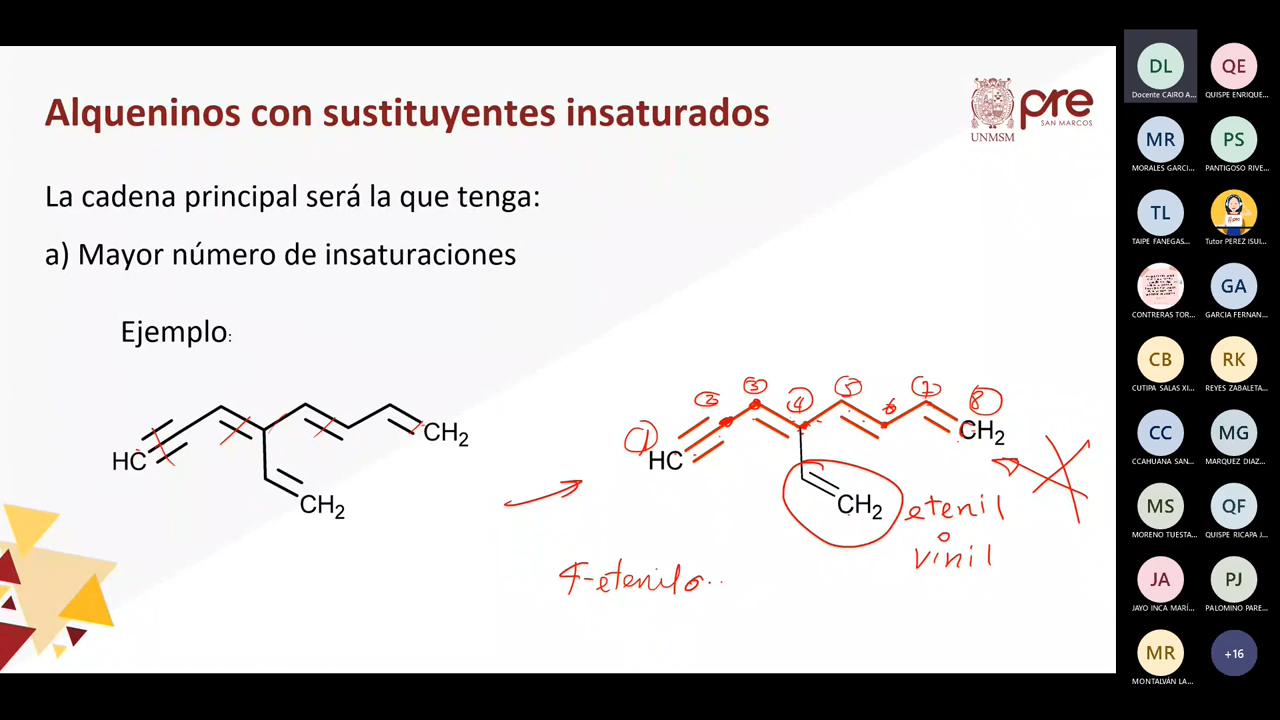 Alqueninos con sustituyentes insaturados
UNMSM
pre
SAN MARCOS
La cadena principal será la que tenga:
a) Mayor número de insaturaciones
Ejemplo:
HC
CH2
CH2
1
2
3
4
5
6
7
8
HC
CH2
CH2
etenil
o
vinil
4-etenilo..
DL
Docente CAIRO A...
QE
QUISPE ENRIQUE...
MR
MORALES GARCI...
PS
PANTIGOSO RIVE...
TL
TAIPE FANEGAS...
Tutor PEREZ ISUI...
CONTRERAS TOR...
GA
GARCIA FERNAN...
CB
CUTIPA SALAS XI...
RK
REYES ZABALETA...
CC
CCAHUANA SAN...
MG
MARQUEZ DIAZ...
MS
MORENO TUESTA...
QF
QUISPE RICAPA J...
JA
JAYO INCA MARÍ...
PJ
PALOMINO PARE...
MR
MONTALVÁN LA...
+16